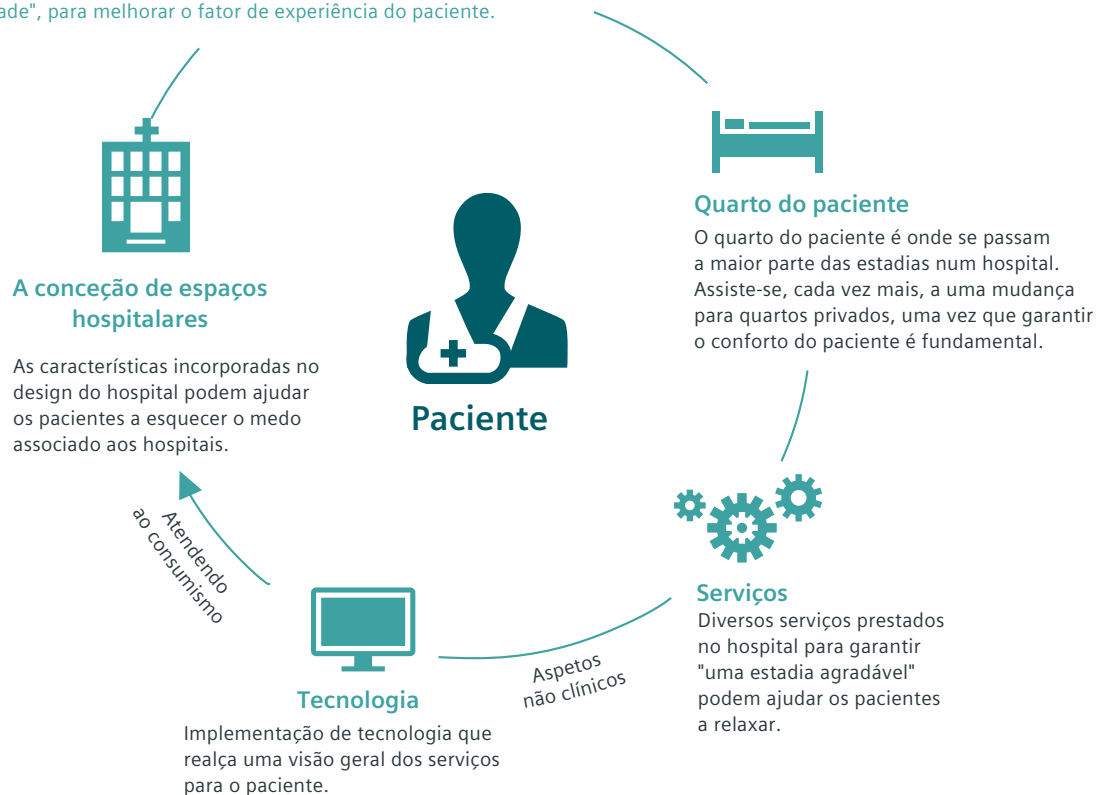 ade", para melhorar o fator de experiência do paciente.
A conceção de espaços
hospitalares
As características incorporadas no
design do hospital podem ajudar
os pacientes a esquecer o medo
associado aos hospitais.
Paciente
Quarto do paciente
O quarto do paciente é onde se passam
a maior parte das estadias num hospital.
Assiste-se, cada vez mais, a uma mudança
para quartos privados, uma vez que garantir
o conforto do paciente é fundamental.
Serviços
Diversos serviços prestados
no hospital para garantir
"uma estadia agradável"
podem ajudar os pacientes
a relaxar.
Aspetos
não clínicos
Tecnologia
Implementação de tecnologia que
realça uma visão geral dos serviços
para o paciente.
Atendendo
ao consumismo